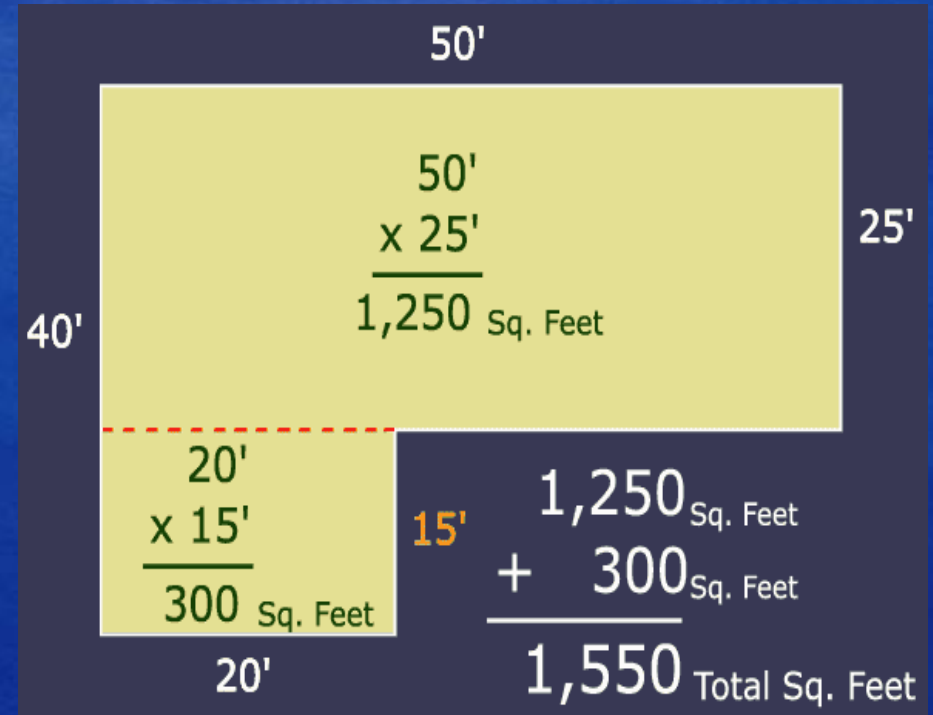 50'
50'
x 25'
1,250 Sq. Feet
25'
40'
20'
x 15'
300 Sq. Feet
15'
20'
1,250 Sq. Feet
+ 300 Sq. Feet
1,550 Total Sq. Feet